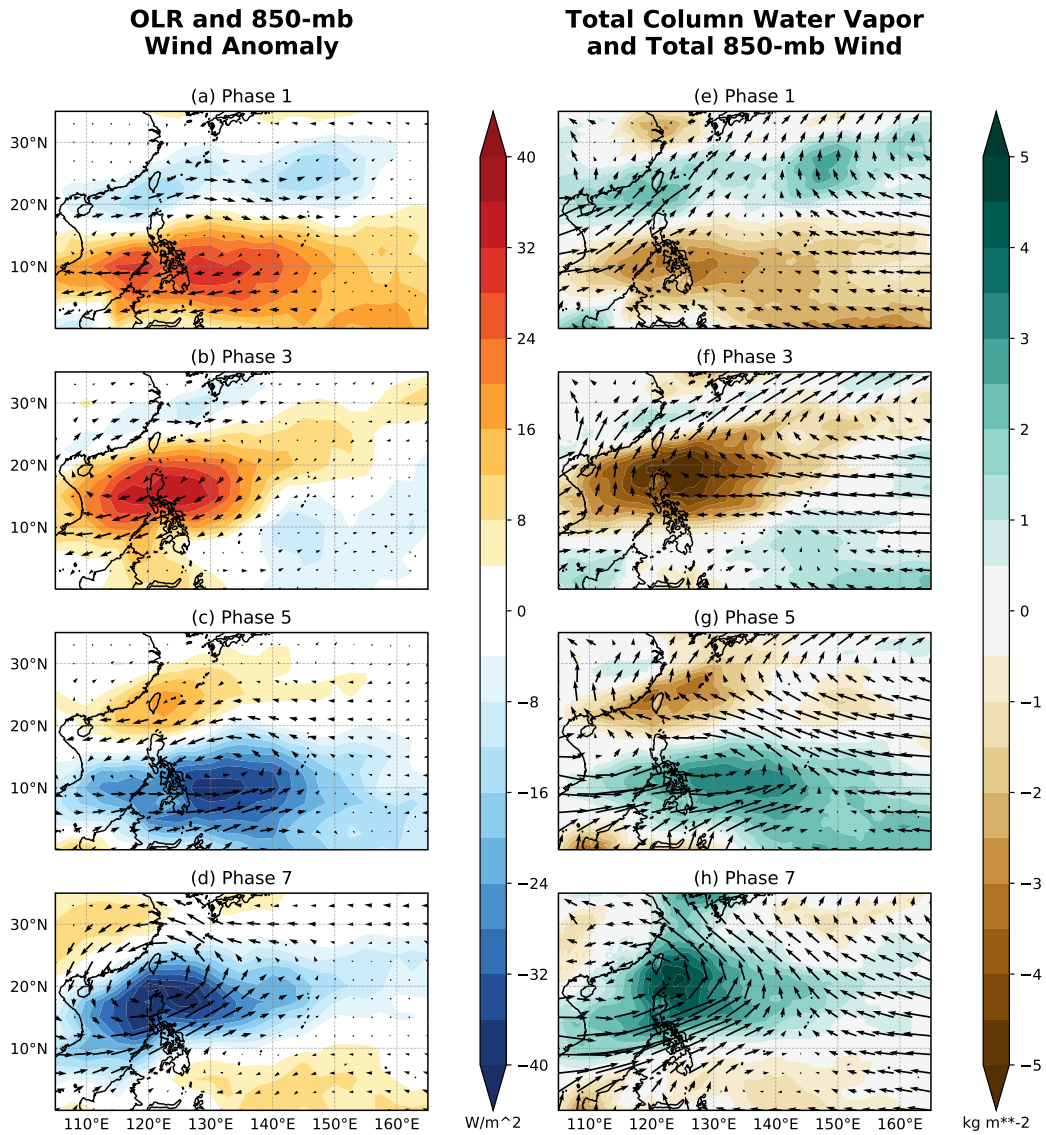 OLR and 850-mb
Wind Anomaly
Total Column Water Vapor
and Total 850-mb Wind
(a) Phase 1
30°N
20°N
10°N
(b) Phase 3
30°N
20°N
10°N
(c) Phase 5
30°N
20°N
10°N
(d) Phase 7
30°N
20°N
10°N
110°E 120°E 130°E 140°E 150°E 160°E
40
32
24
16
8
0
−8
−16
−24
−32
−40
W/m^2
(e) Phase 1
(f) Phase 3
(g) Phase 5
(h) Phase 7
110°E 120°E 130°E 140°E 150°E 160°E
5
4
3
2
1
0
−1
−2
−3
−4
−5
kg m**-2